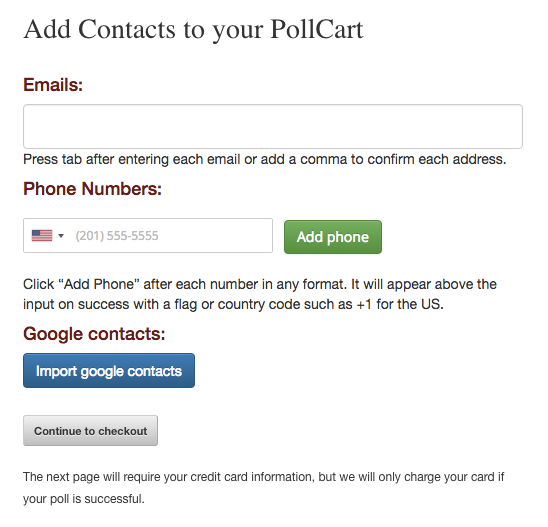 Add Contacts to your PollCart
Emails:
Press tab after entering each email or add a comma to confirm each address.
Phone Numbers:
(201) 555-5555
Add phone
Click “Add Phone” after each number in any format. It will appear above the
input on success with a flag or country code such as +1 for the US.
Google contacts:
Import google contacts
Continue to checkout
The next page will require your credit card information, but we will only charge your card if
your poll is successful.